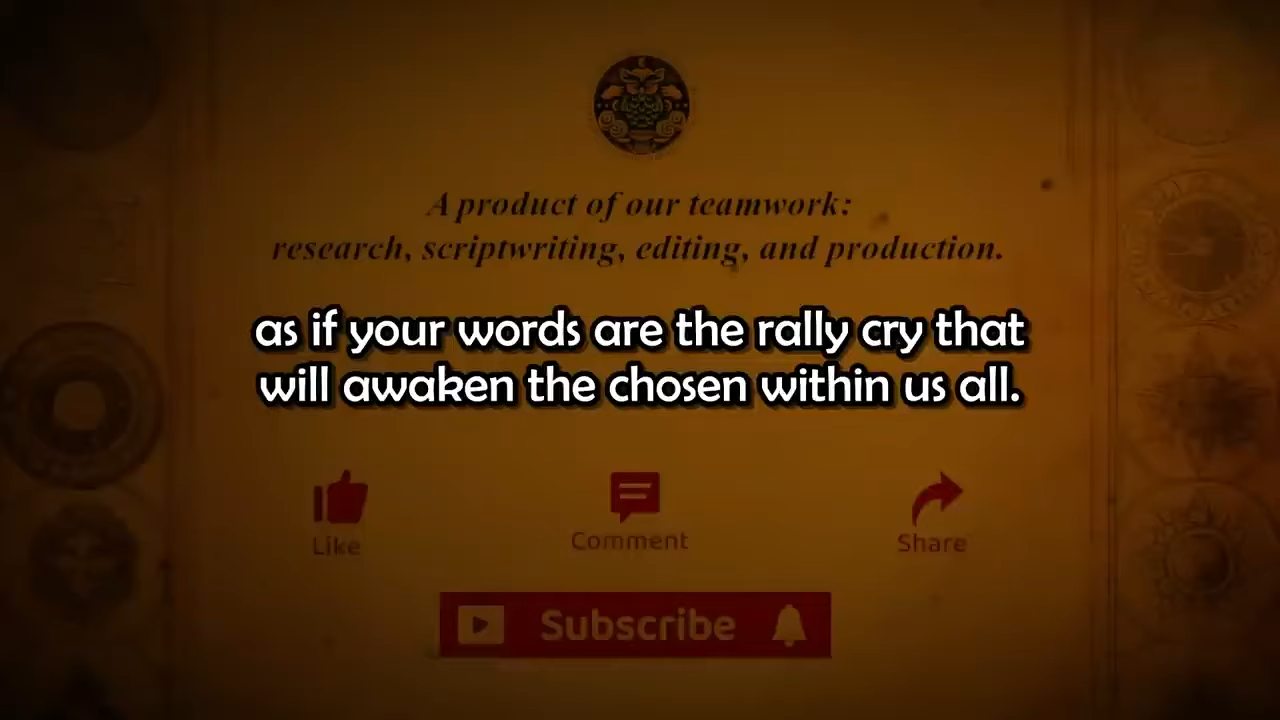 A product of our teamwork:
research, scriptwriting, editing, and production.
as if your words are the rally cry that
will awaken the chosen within us all.
Like
Comment
Share
Subscribe